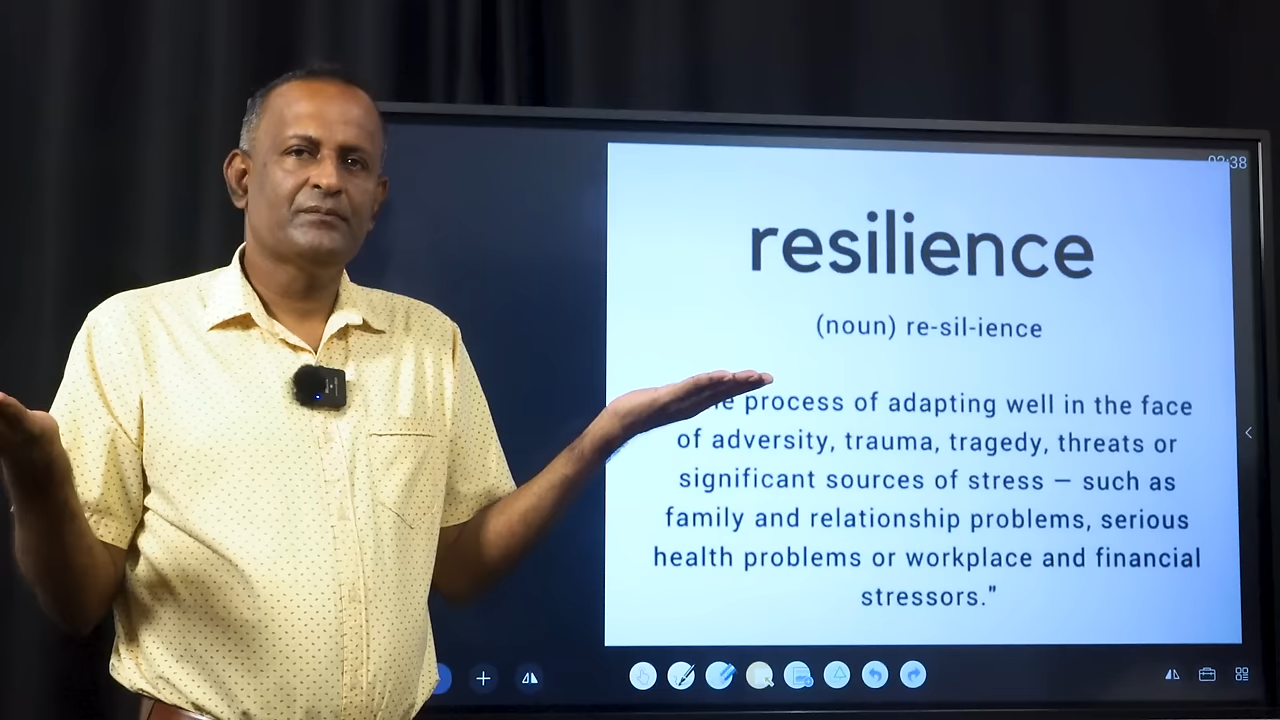 02:38
resilience
(noun) re-sil-ience
process of adapting well in the face
of adversity, trauma, tragedy, threats or
significant sources of stress — such as
family and relationship problems, serious
health problems or workplace and financial
stressors."